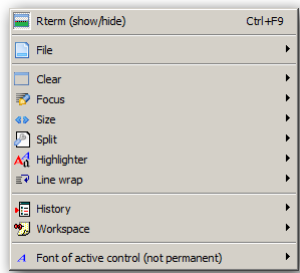 Rterm (show/hide) Ctrl+F9
File
Clear
Focus
Size
Split
Highlighter
Line wrap
History
Workspace
Font of active control (not permanent)